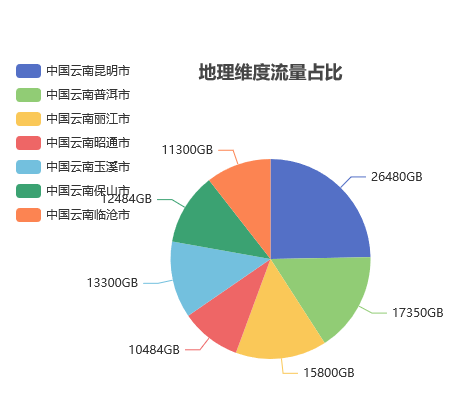 地理维度流量占比
中国云南昆明市
中国云南普洱市
中国云南丽江市
中国云南昭通市
中国云南玉溪市
中国云南保山市
中国云南临沧市
26480GB
17350GB
15800GB
10484GB
13300GB
12484GB
11300GB